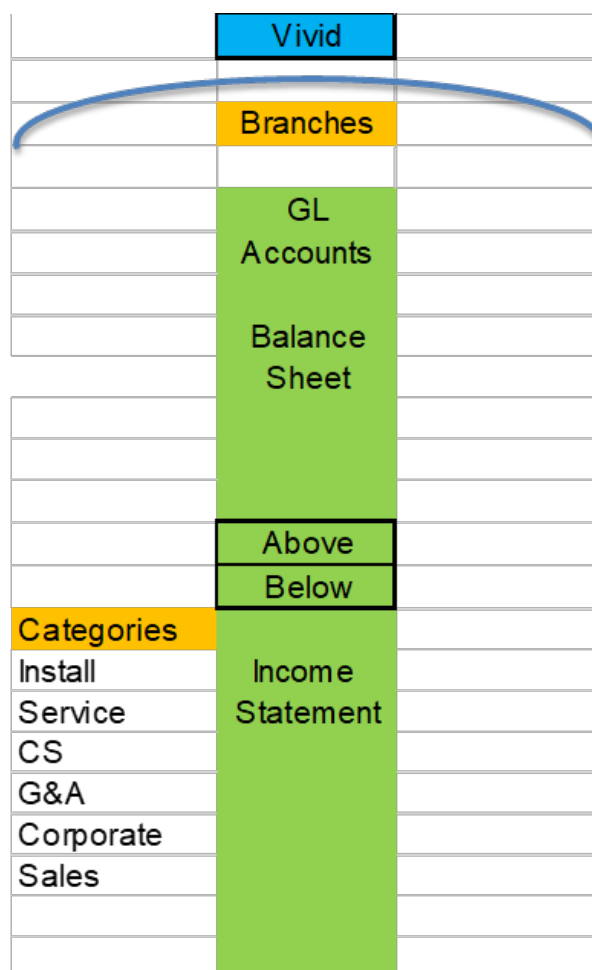 Vivid
Branches
GL
Accounts
Balance
Sheet
Above
Below
Categories
Install
Income
Service
Statement
CS
G&A
Corporate
Sales